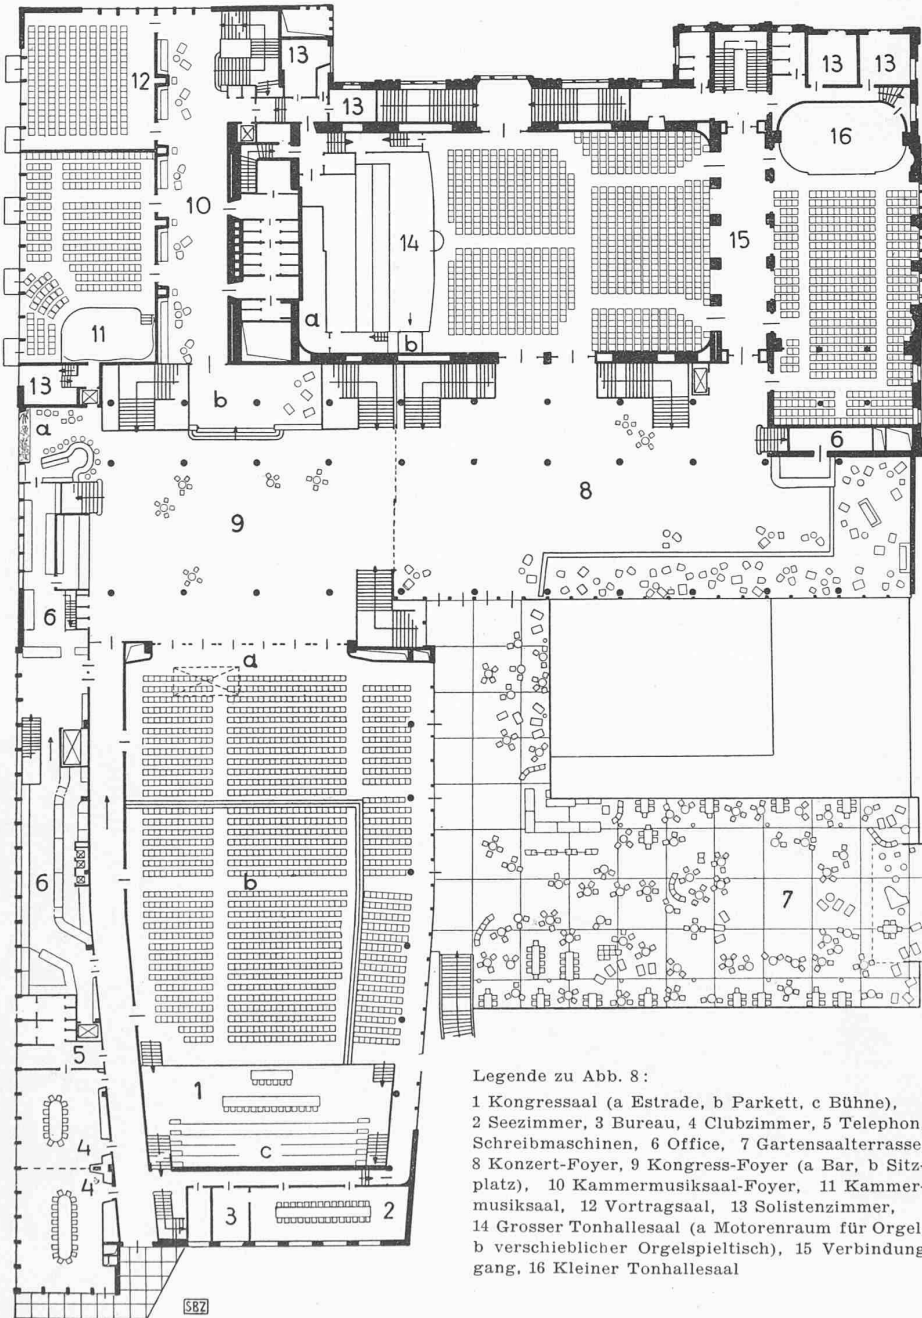 12
13
13
13
13
16
10
14
15
11
a
b
13
b
a
6
8
9
6
a
b
6
7
5
1
4
4
c
3
2
SBZ
Legende zu Abb. 8:
1 Kongressaal (a Estrade, b Parkett, c Bühne),
2 Seezimmer, 3 Bureau, 4 Clubzimmer, 5 Telephon
Schreibmaschinen, 6 Office, 7 Gartensaalterrasse
8 Konzert-Foyer, 9 Kongress-Foyer (a Bar, b Sitz-
platz), 10 Kammermusiksaal-Foyer, 11 Kammer-
musiksaal, 12 Vortragsaal, 13 Solistenzimmer,
14 Grosser Tonhallesaal (a Motorenraum für Orgel
b verschieblicher Orgelspieltisch), 15 Verbindung
gang, 16 Kleiner Tonhallesaal